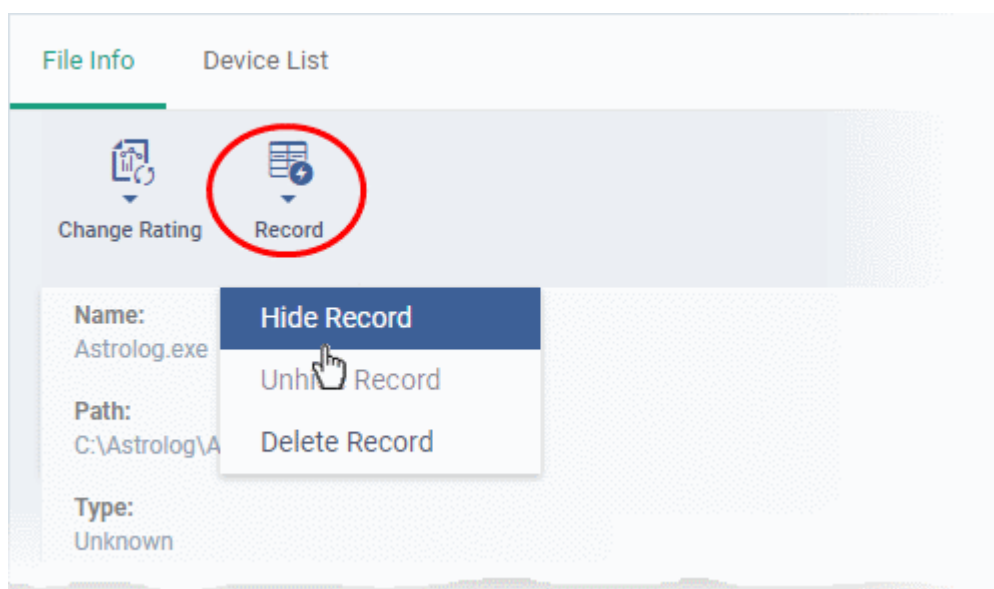 File Info Device List
Change Rating Record
Name:
Astrolog.exe
Hide Record
Record
Path:
C:\Astrolog\A
Delete Record
Type:
Unknown